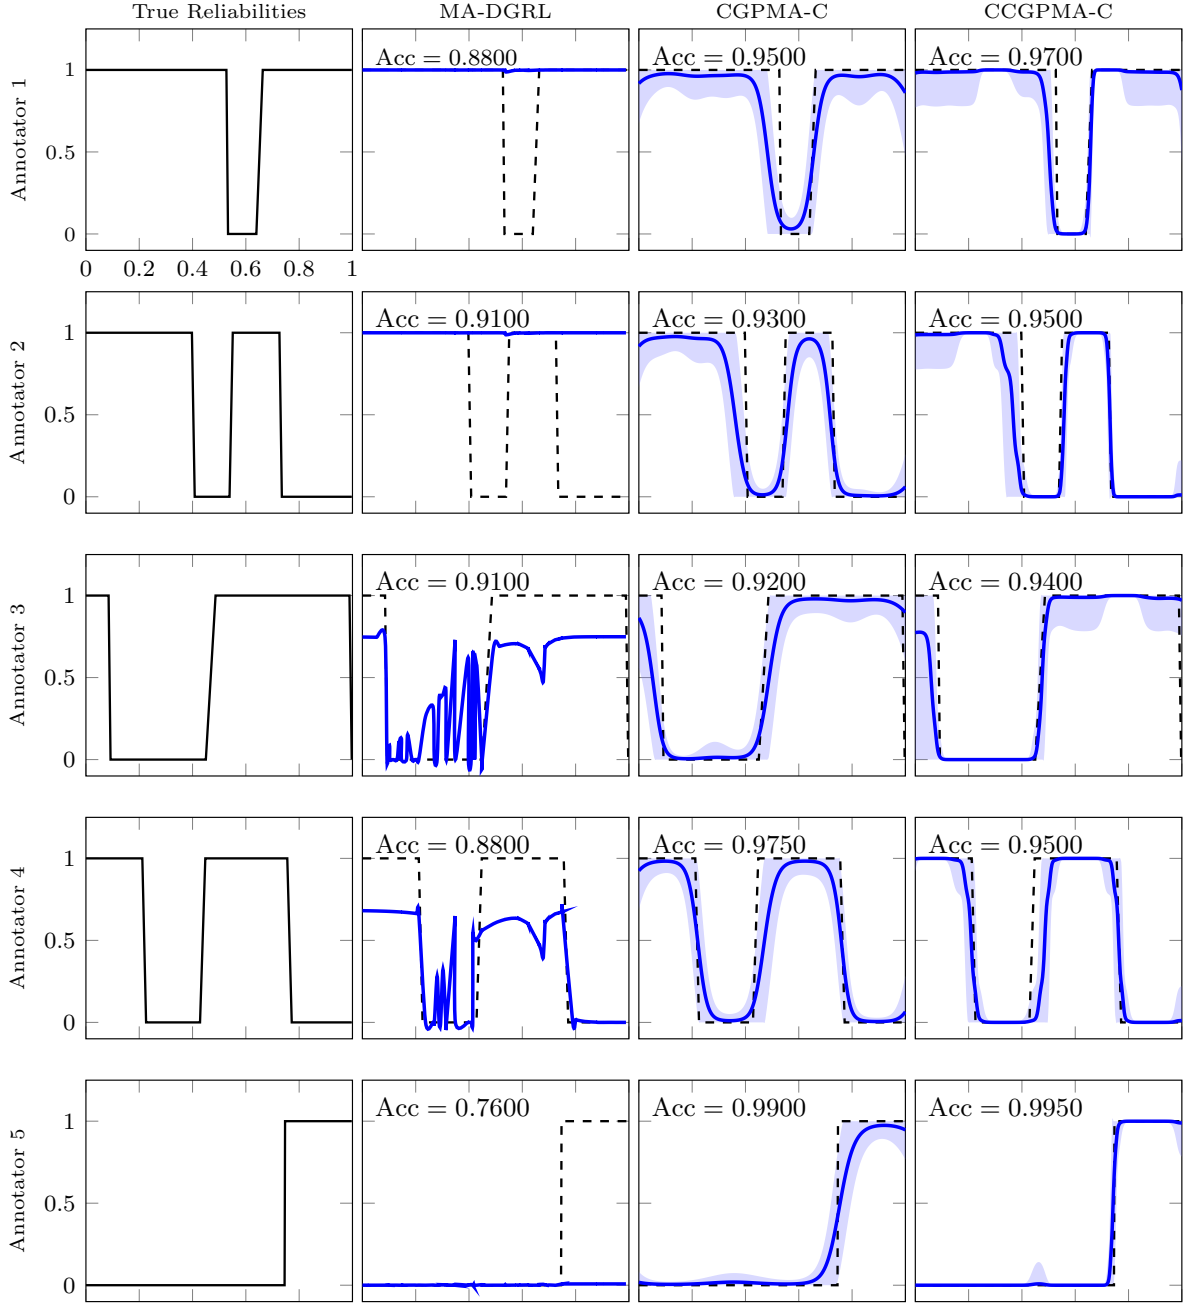 True Reliabilities MA-DGRL CGPMA-C CCGPMA-C
Annotator 1
1
0.5
0
Acc = 0.8800 Acc = 0.9500 Acc = 0.9700
0 0.2 0.4 0.6 0.8 1
Annotator 2
1
0.5
0
Acc = 0.9100 Acc = 0.9300 Acc = 0.9500
Annotator 3
1
0.5
0
Acc = 0.9100 Acc = 0.9200 Acc = 0.9400
Annotator 4
1
0.5
0
Acc = 0.8800 Acc = 0.9750 Acc = 0.9500
Annotator 5
1
0.5
0
Acc = 0.7600 Acc = 0.9900 Acc = 0.9950